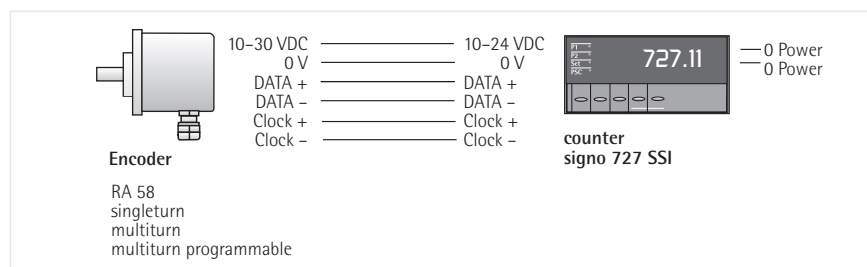 10–30 VDC 10–24 VDC
0 V 0 V
DATA + DATA +
DATA – DATA –
Clock + Clock +
Clock – Clock –
P1
P2
Set
PSC
727.11
0 Power
0 Power
Encoder
counter
signo 727 SSI
RA 58
singleturn
multiturn
multiturn programmable